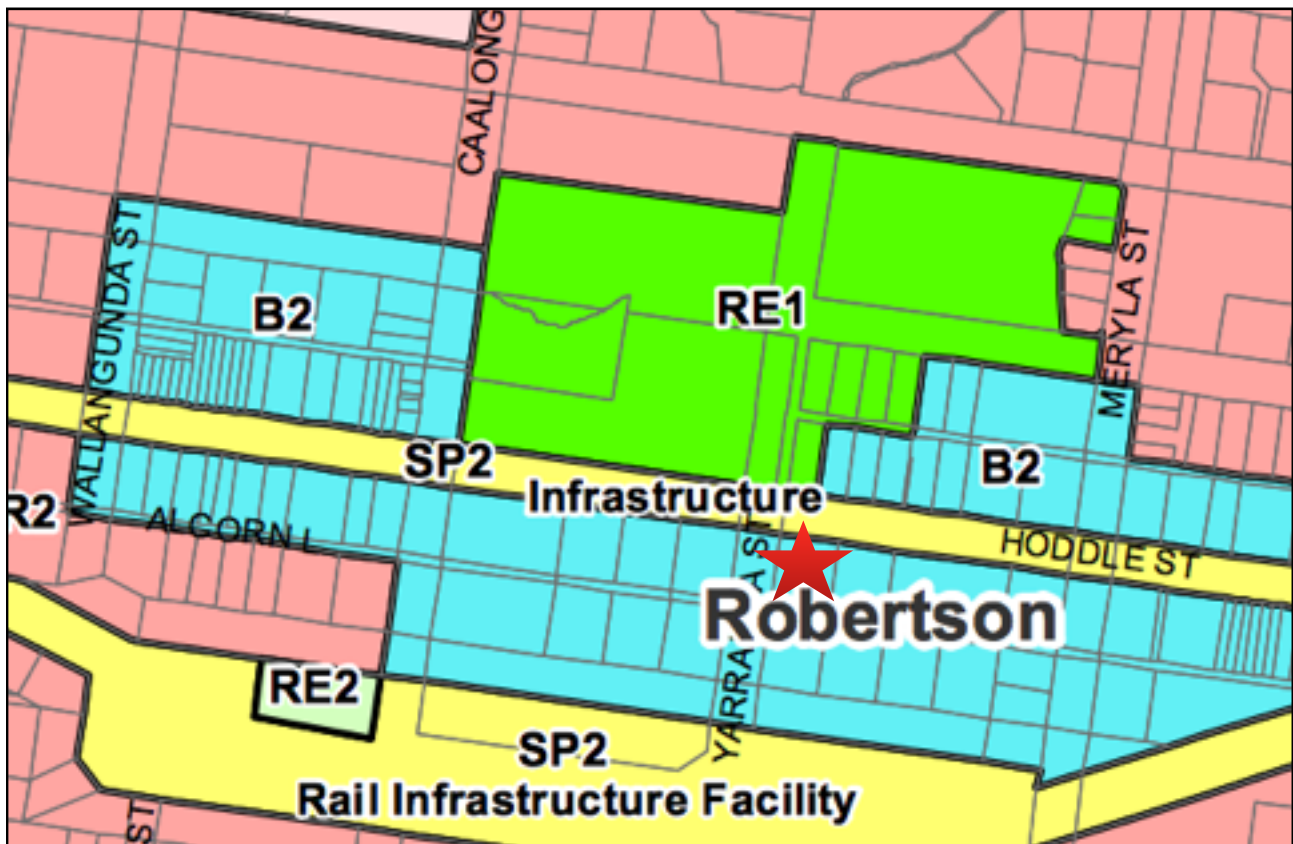 CAALONG
WALLANGUNDA ST
B2
RE1
MERYLA ST
SP2
Infrastructure
B2
R2
ALCORN L
HODDLE ST
YARRA
A ST
Robertson
RE2
SP2
Rail Infrastructure Facility
ST